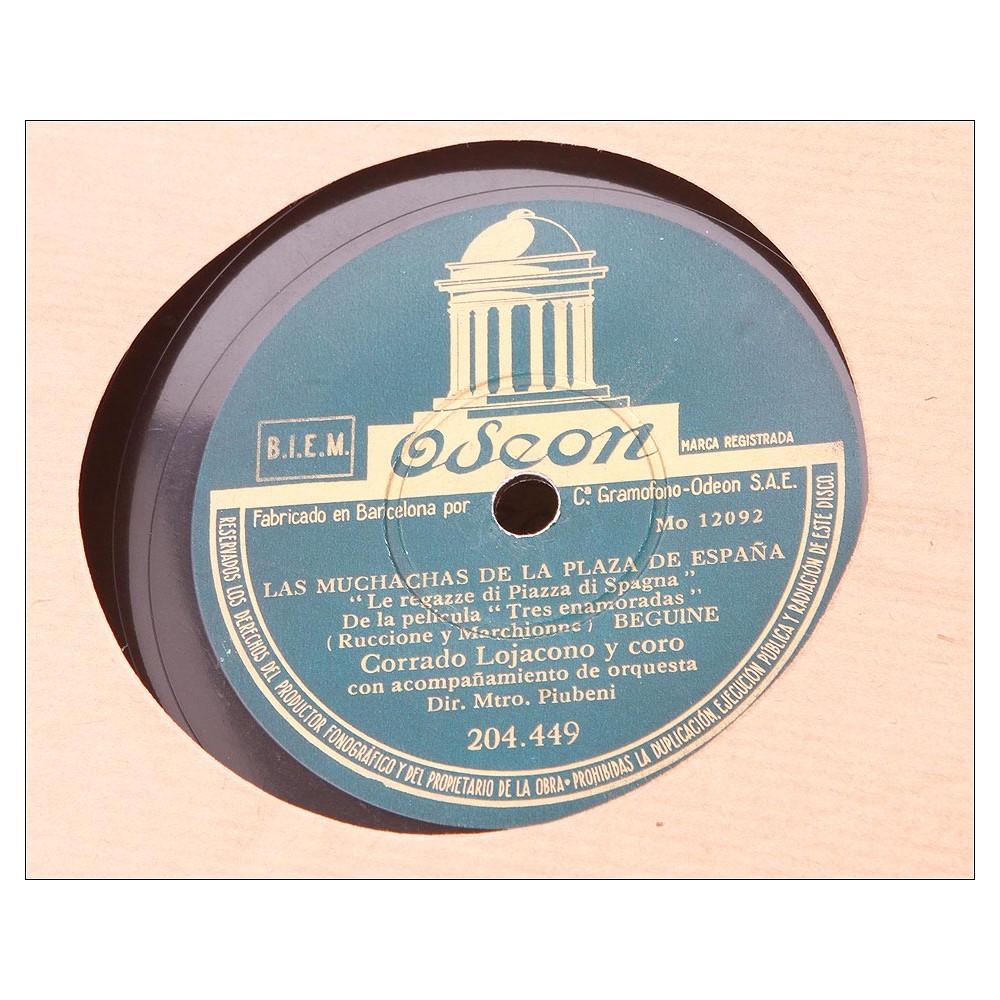 B.I.E.M.
Odeon
MARCA REGISTRADA
Fabricado en Barcelona por Cª Gramofono-Odeon S.A.E.
Mo 12092
LAS MUCHACHAS DE LA PLAZA DE ESPAÑA
“Le regazze di Piazza di Spagna”
De la película “Tres enamoradas”
(Ruccione y Marchionne) BEGUINE
Corrado Lojacono y coro
con acompañamiento de orquesta
Dir. Mtro. Piubeni
204.449
RESERVADOS LOS DERECHOS DEL PRODUCTOR FONOGRÁFICO Y DEL PROPIETARIO DE LA OBRA • PROHIBIDAS LA DUPLICACIÓN, EJECUCIÓN PÚBLICA Y RADIACIÓN DE ESTE DISCO.